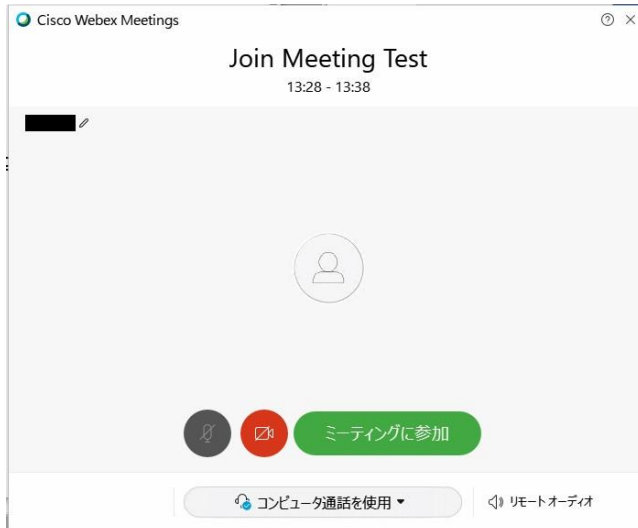 Cisco Webex Meetings
Join Meeting Test
13:28 - 13:38
ミーティングに参加
コンピュータ通話を使用
リモートオーディオ